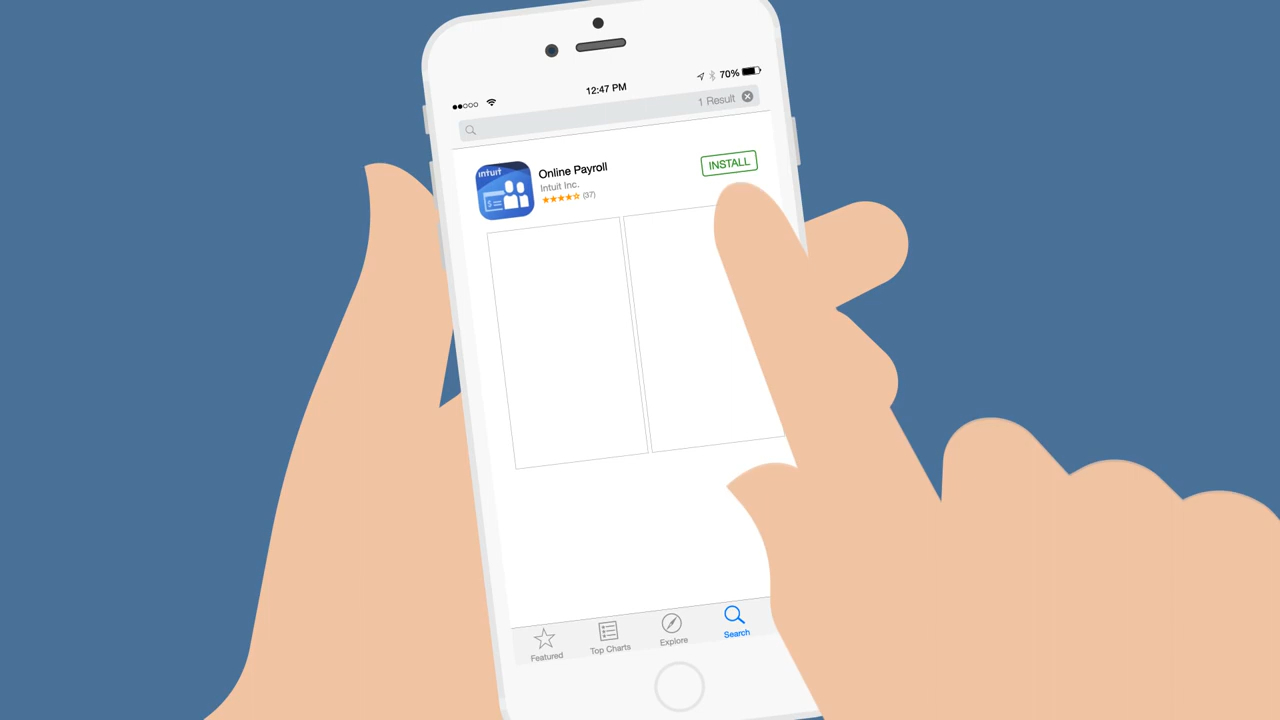 12:47 PM
70%
1 Result
intuit
Online Payroll
INSTALL
Intuit Inc.
(37)
$
Featured
Top Charts
Explore
Search